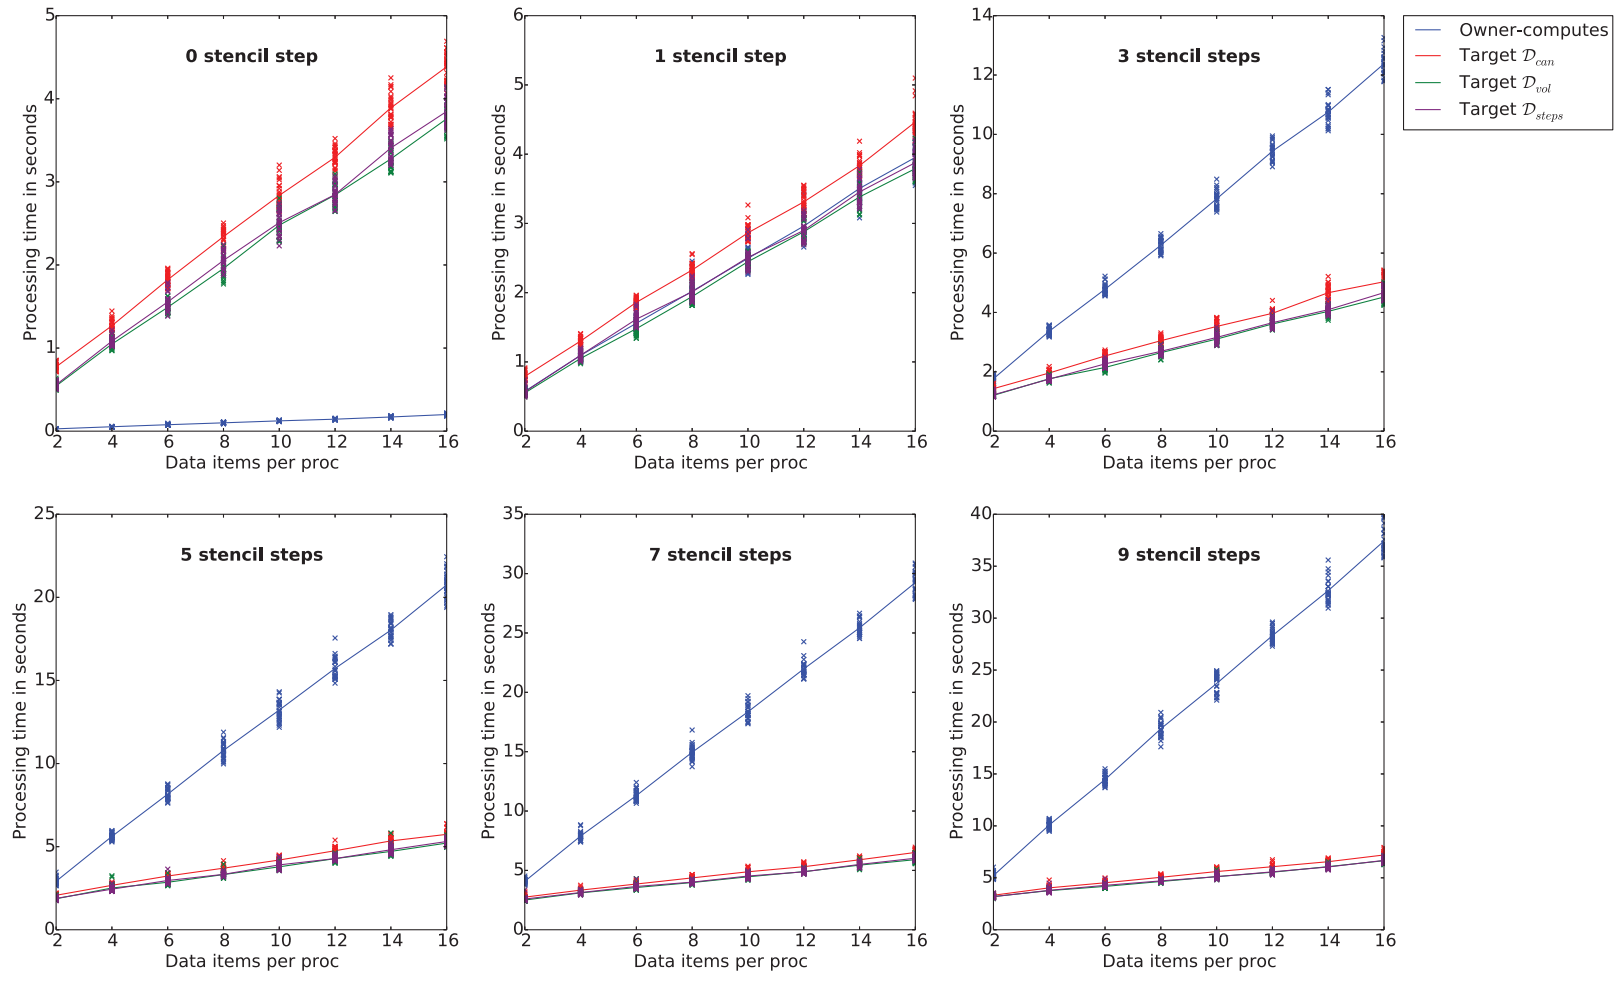 0 stencil step
Processing time in seconds
5
4
3
2
1
0
2 4 6 8 10 12 14 16
Data items per proc
1 stencil step
Processing time in seconds
6
5
4
3
2
1
0
2 4 6 8 10 12 14 16
Data items per proc
3 stencil steps
Processing time in seconds
14
12
10
8
6
4
2
0
2 4 6 8 10 12 14 16
Data items per proc
Owner-computes
Target 𝒟can
Target 𝒟vol
Target 𝒟steps
5 stencil steps
Processing time in seconds
25
20
15
10
5
0
2 4 6 8 10 12 14 16
Data items per proc
7 stencil steps
Processing time in seconds
35
30
25
20
15
10
5
0
2 4 6 8 10 12 14 16
Data items per proc
9 stencil steps
Processing time in seconds
40
35
30
25
20
15
10
5
0
2 4 6 8 10 12 14 16
Data items per proc